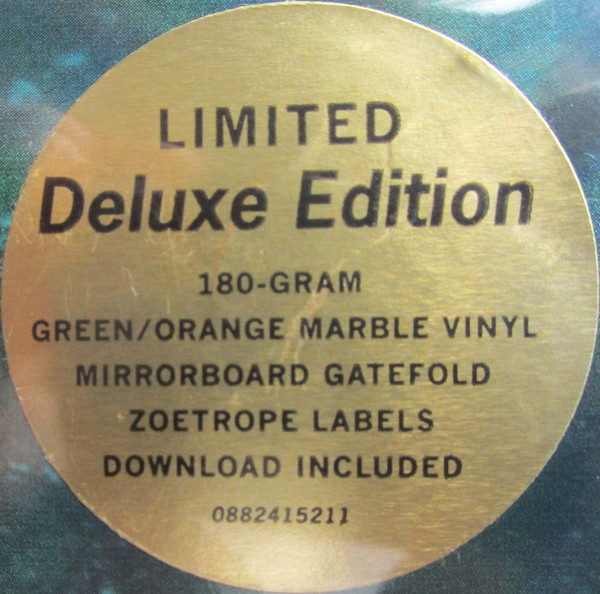 LIMITED
Deluxe Edition
180-GRAM
GREEN/ORANGE MARBLE VINYL
MIRRORBOARD GATEFOLD
ZOETROPE LABELS
DOWNLOAD INCLUDED
0882415211